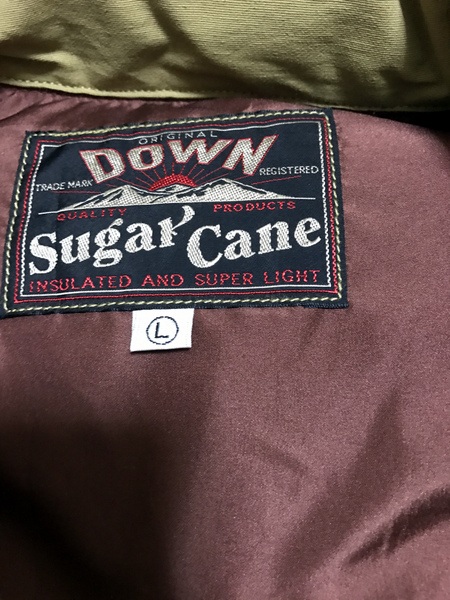 ORIGINAL
DOWN
TRADE MARK REGISTERED
QUALITY PRODUCTS
Sugar Cane
INSULATED AND SUPER LIGHT
L